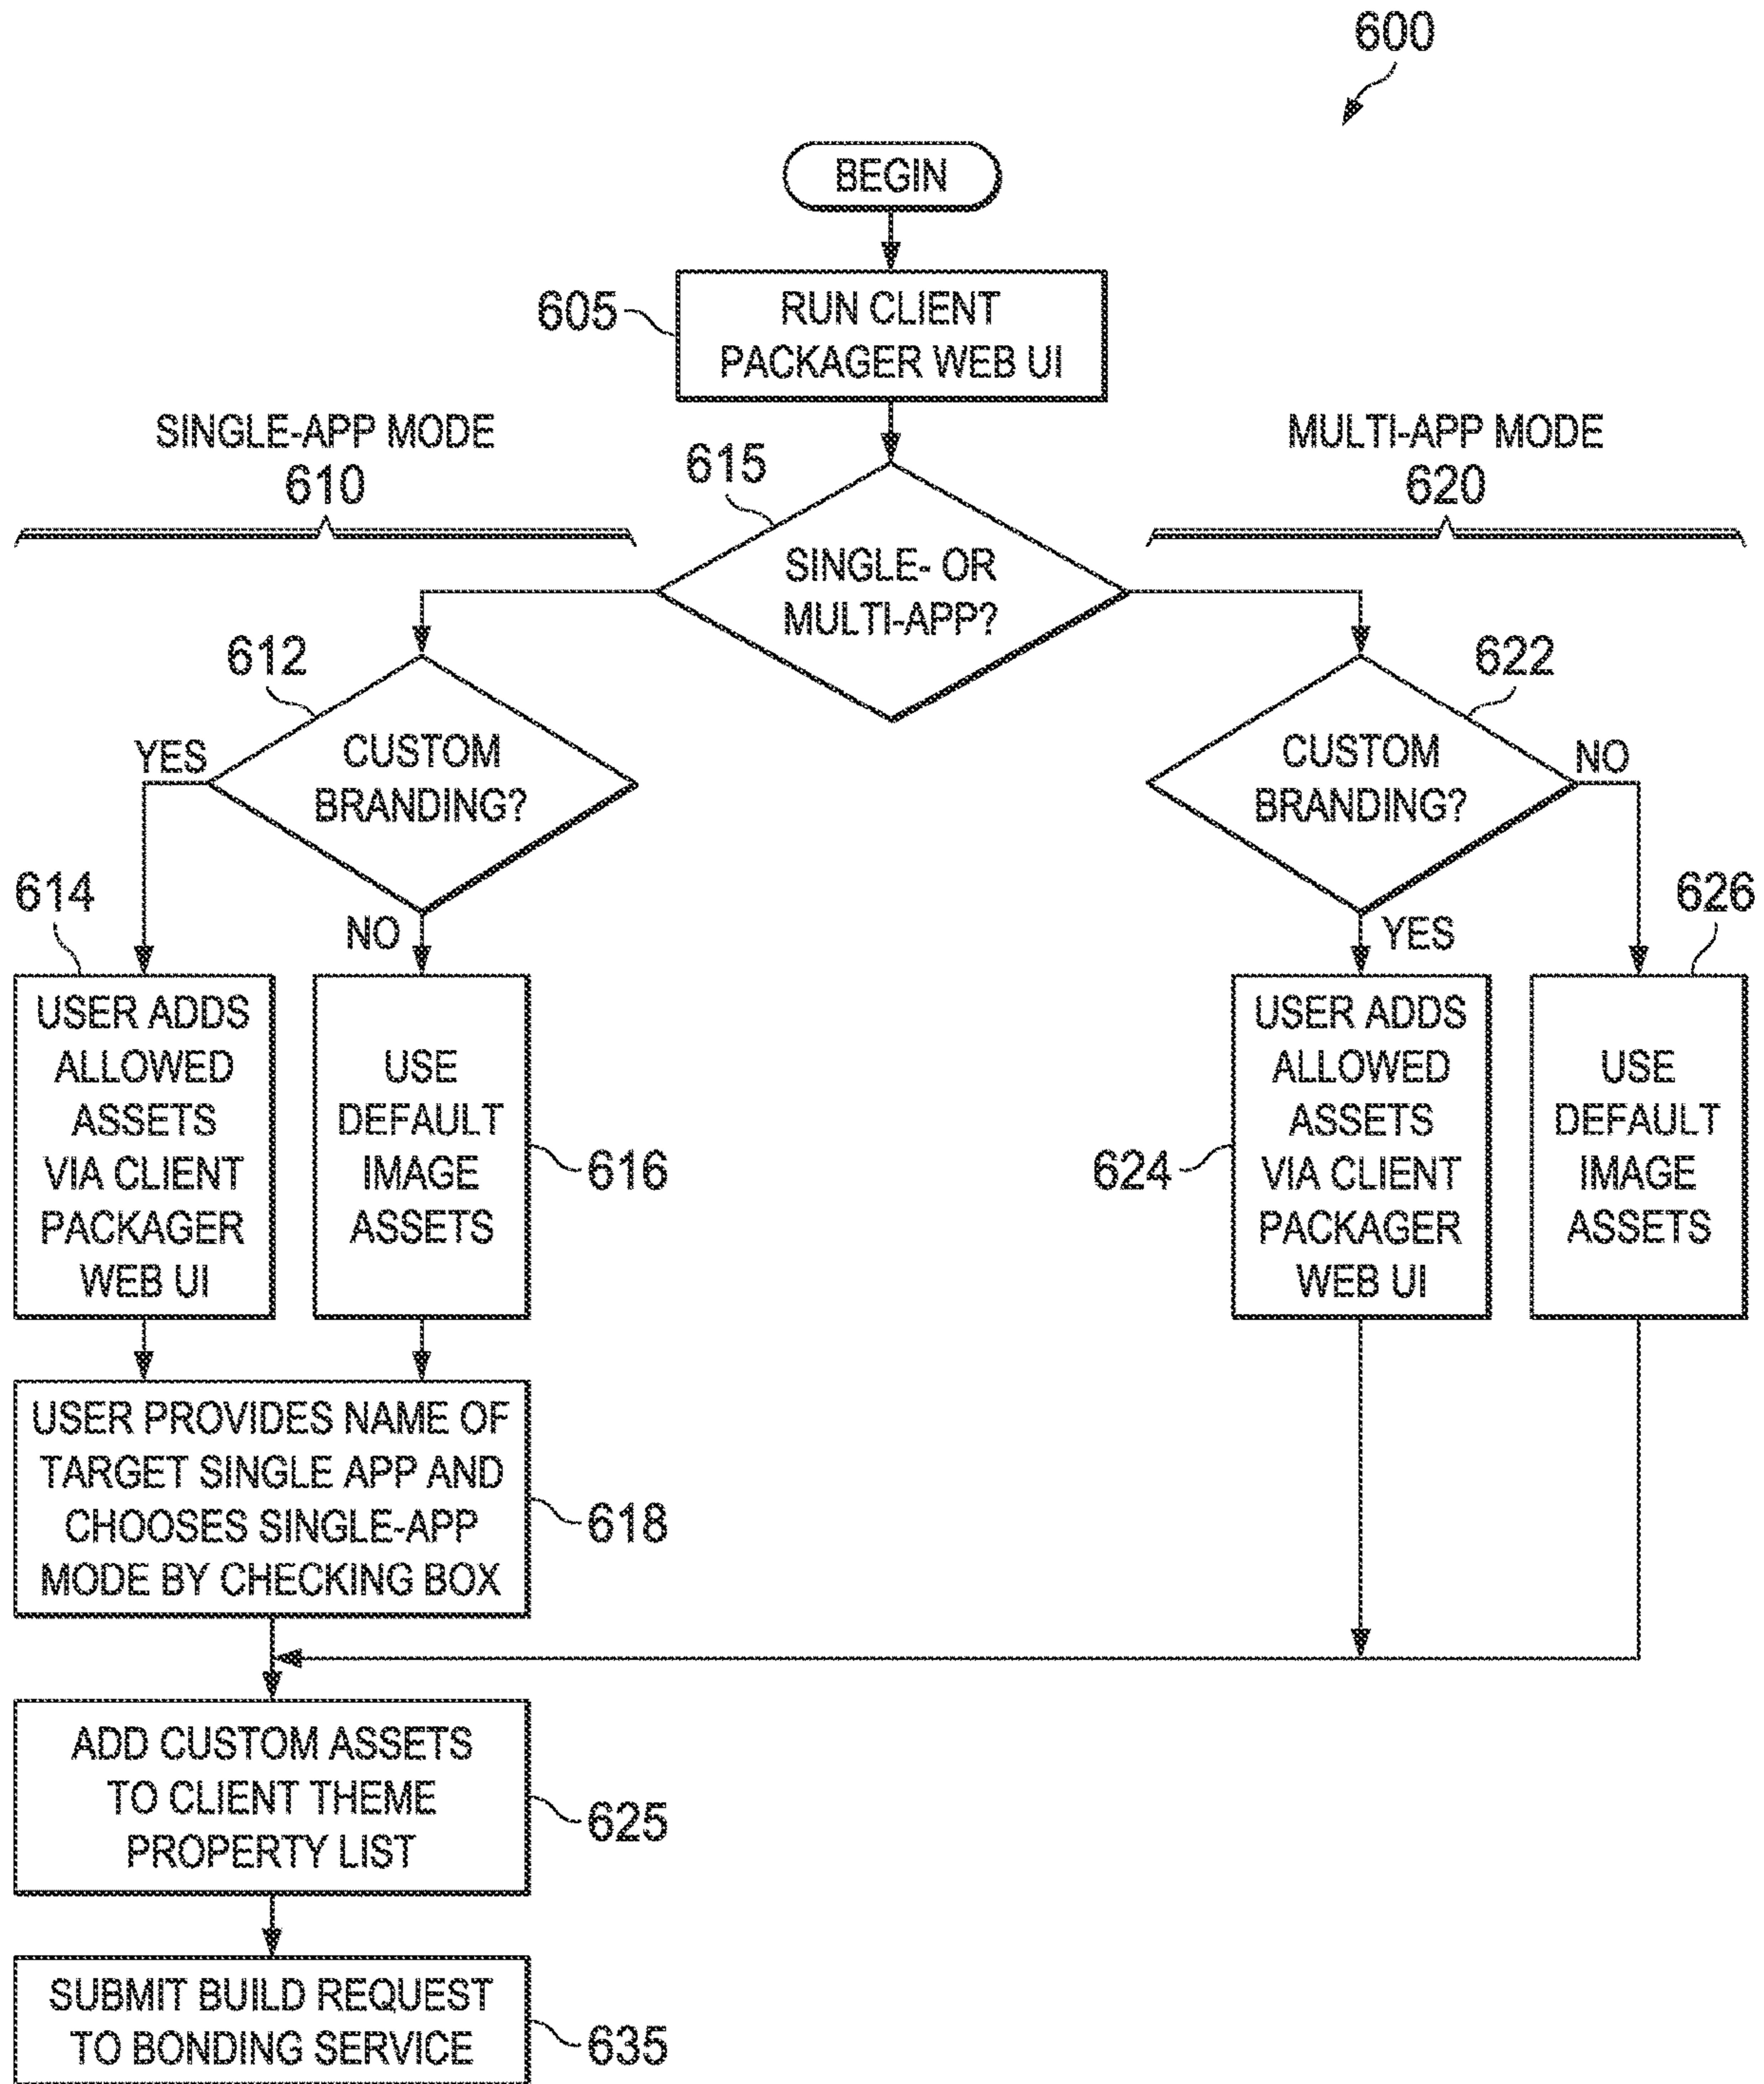 600
BEGIN
605
RUN CLIENT
PACKAGER WEB UI
SINGLE-APP MODE
610
615
MULTI-APP MODE
620
SINGLE- OR
MULTI-APP?
612
YES
CUSTOM
BRANDING?
NO
622
CUSTOM
BRANDING?
NO
YES
614
USER ADDS
ALLOWED
ASSETS
VIA CLIENT
PACKAGER
WEB UI
USE
DEFAULT
IMAGE
ASSETS
616
624
USER ADDS
ALLOWED
ASSETS
VIA CLIENT
PACKAGER
WEB UI
626
USE
DEFAULT
IMAGE
ASSETS
USER PROVIDES NAME OF
TARGET SINGLE APP AND
CHOOSES SINGLE-APP
MODE BY CHECKING BOX
618
ADD CUSTOM ASSETS
TO CLIENT THEME
PROPERTY LIST
625
SUBMIT BUILD REQUEST
TO BONDING SERVICE
635